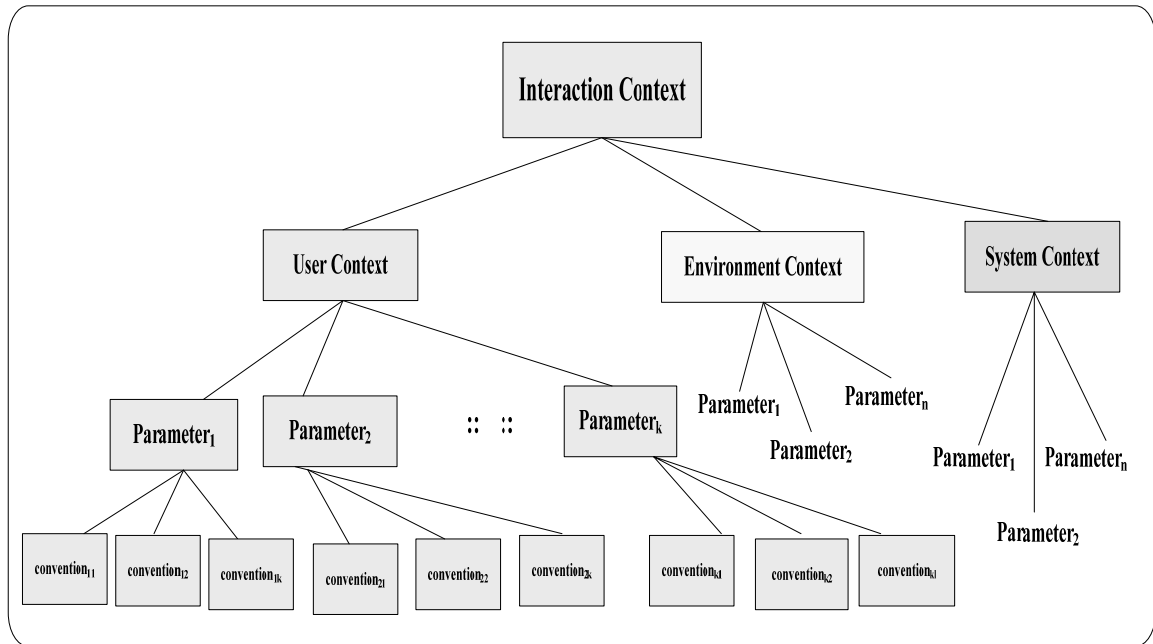 Interaction Context
User Context
Environment Context
System Context
Parameter₁
Parameter₂
:: ::
Parameterₖ
Parameter₁
Parameter₂
Parameterₙ
Parameter₁
Parameter₂
Parameterₙ
convention₁₁
convention₁₂
convention₁ₖ
convention₂₁
convention₂₂
convention₂ₖ
conventionₖ₁
conventionₖ₂
conventionₖₗ